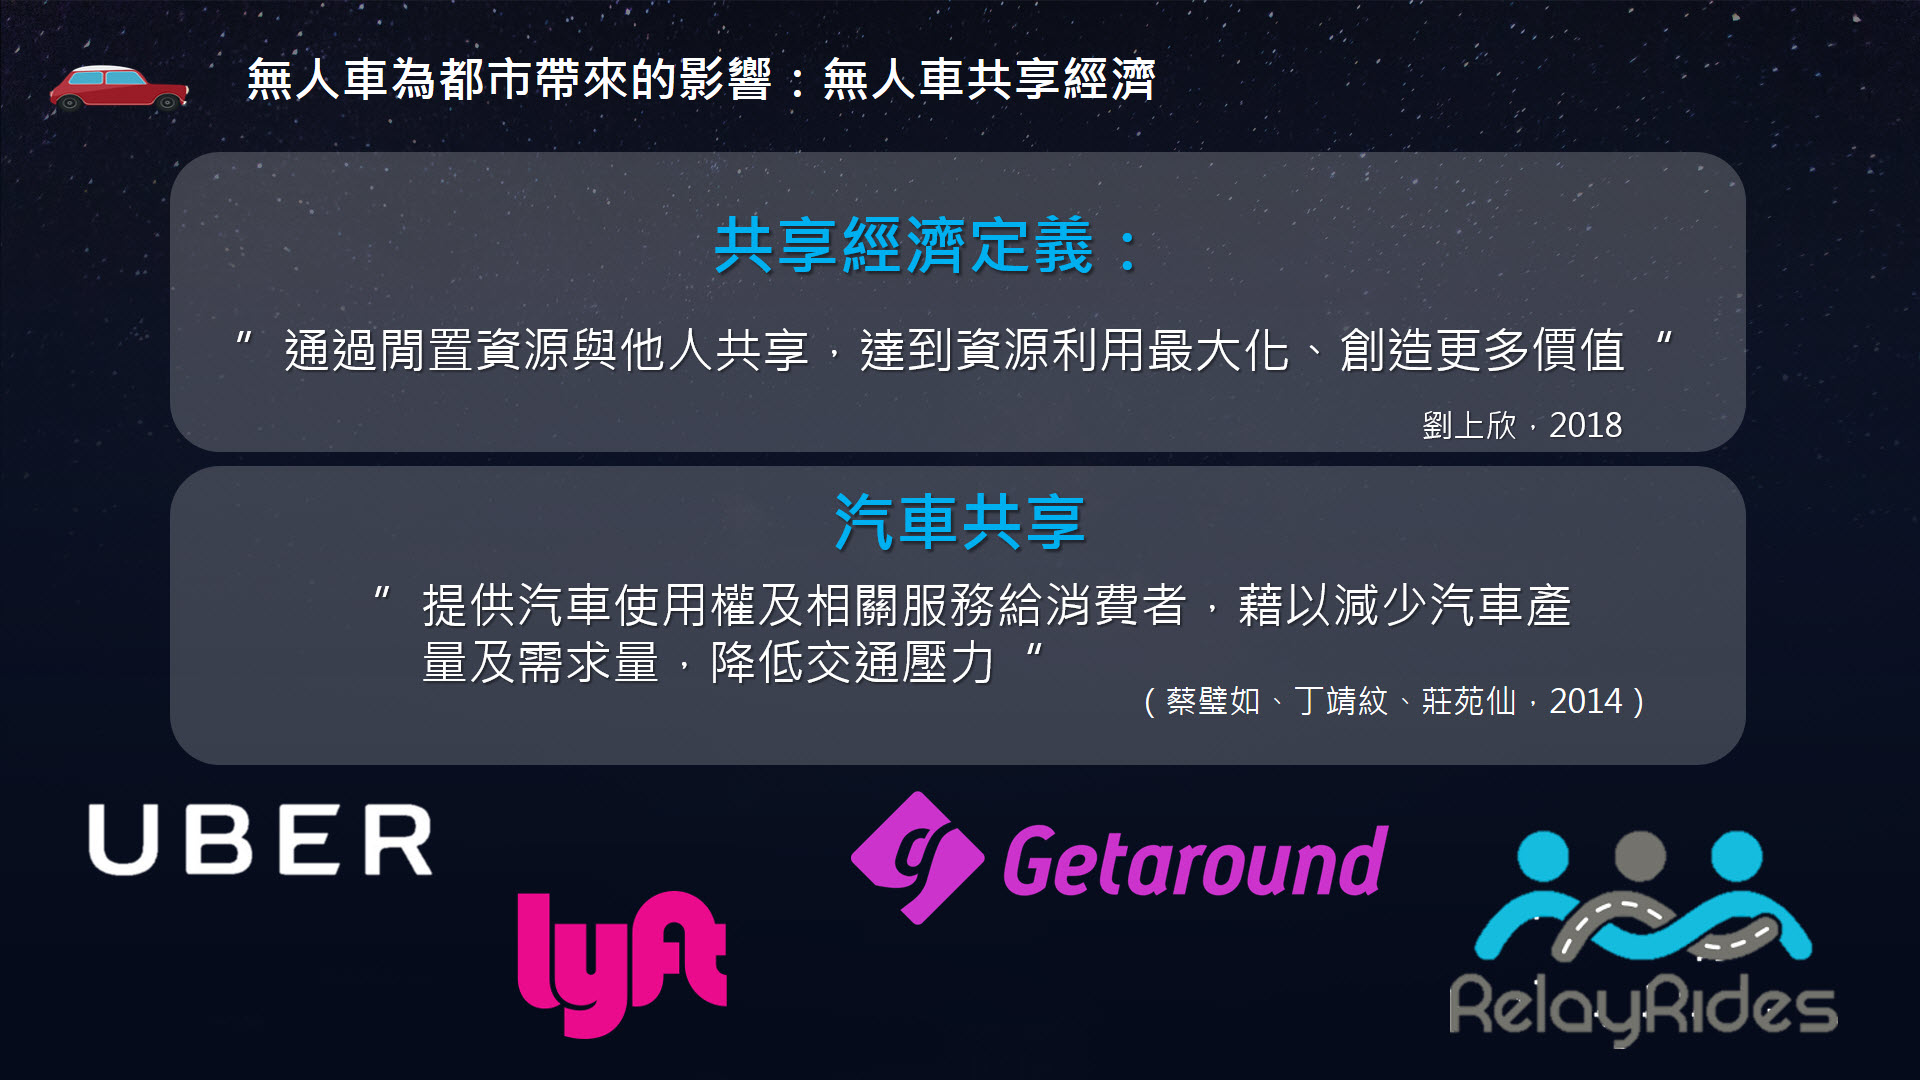 無人車為都市帶來的影響：無人車共享經濟
共享經濟定義：
”通過閒置資源與他人共享，達到資源利用最大化、創造更多價值“
劉上欣，2018
汽車共享
”提供汽車使用權及相關服務給消費者，藉以減少汽車產
量及需求量，降低交通壓力“
（蔡璧如、丁靖紋、莊苑仙，2014）
UBER
lyft
Getaround
RelayRides